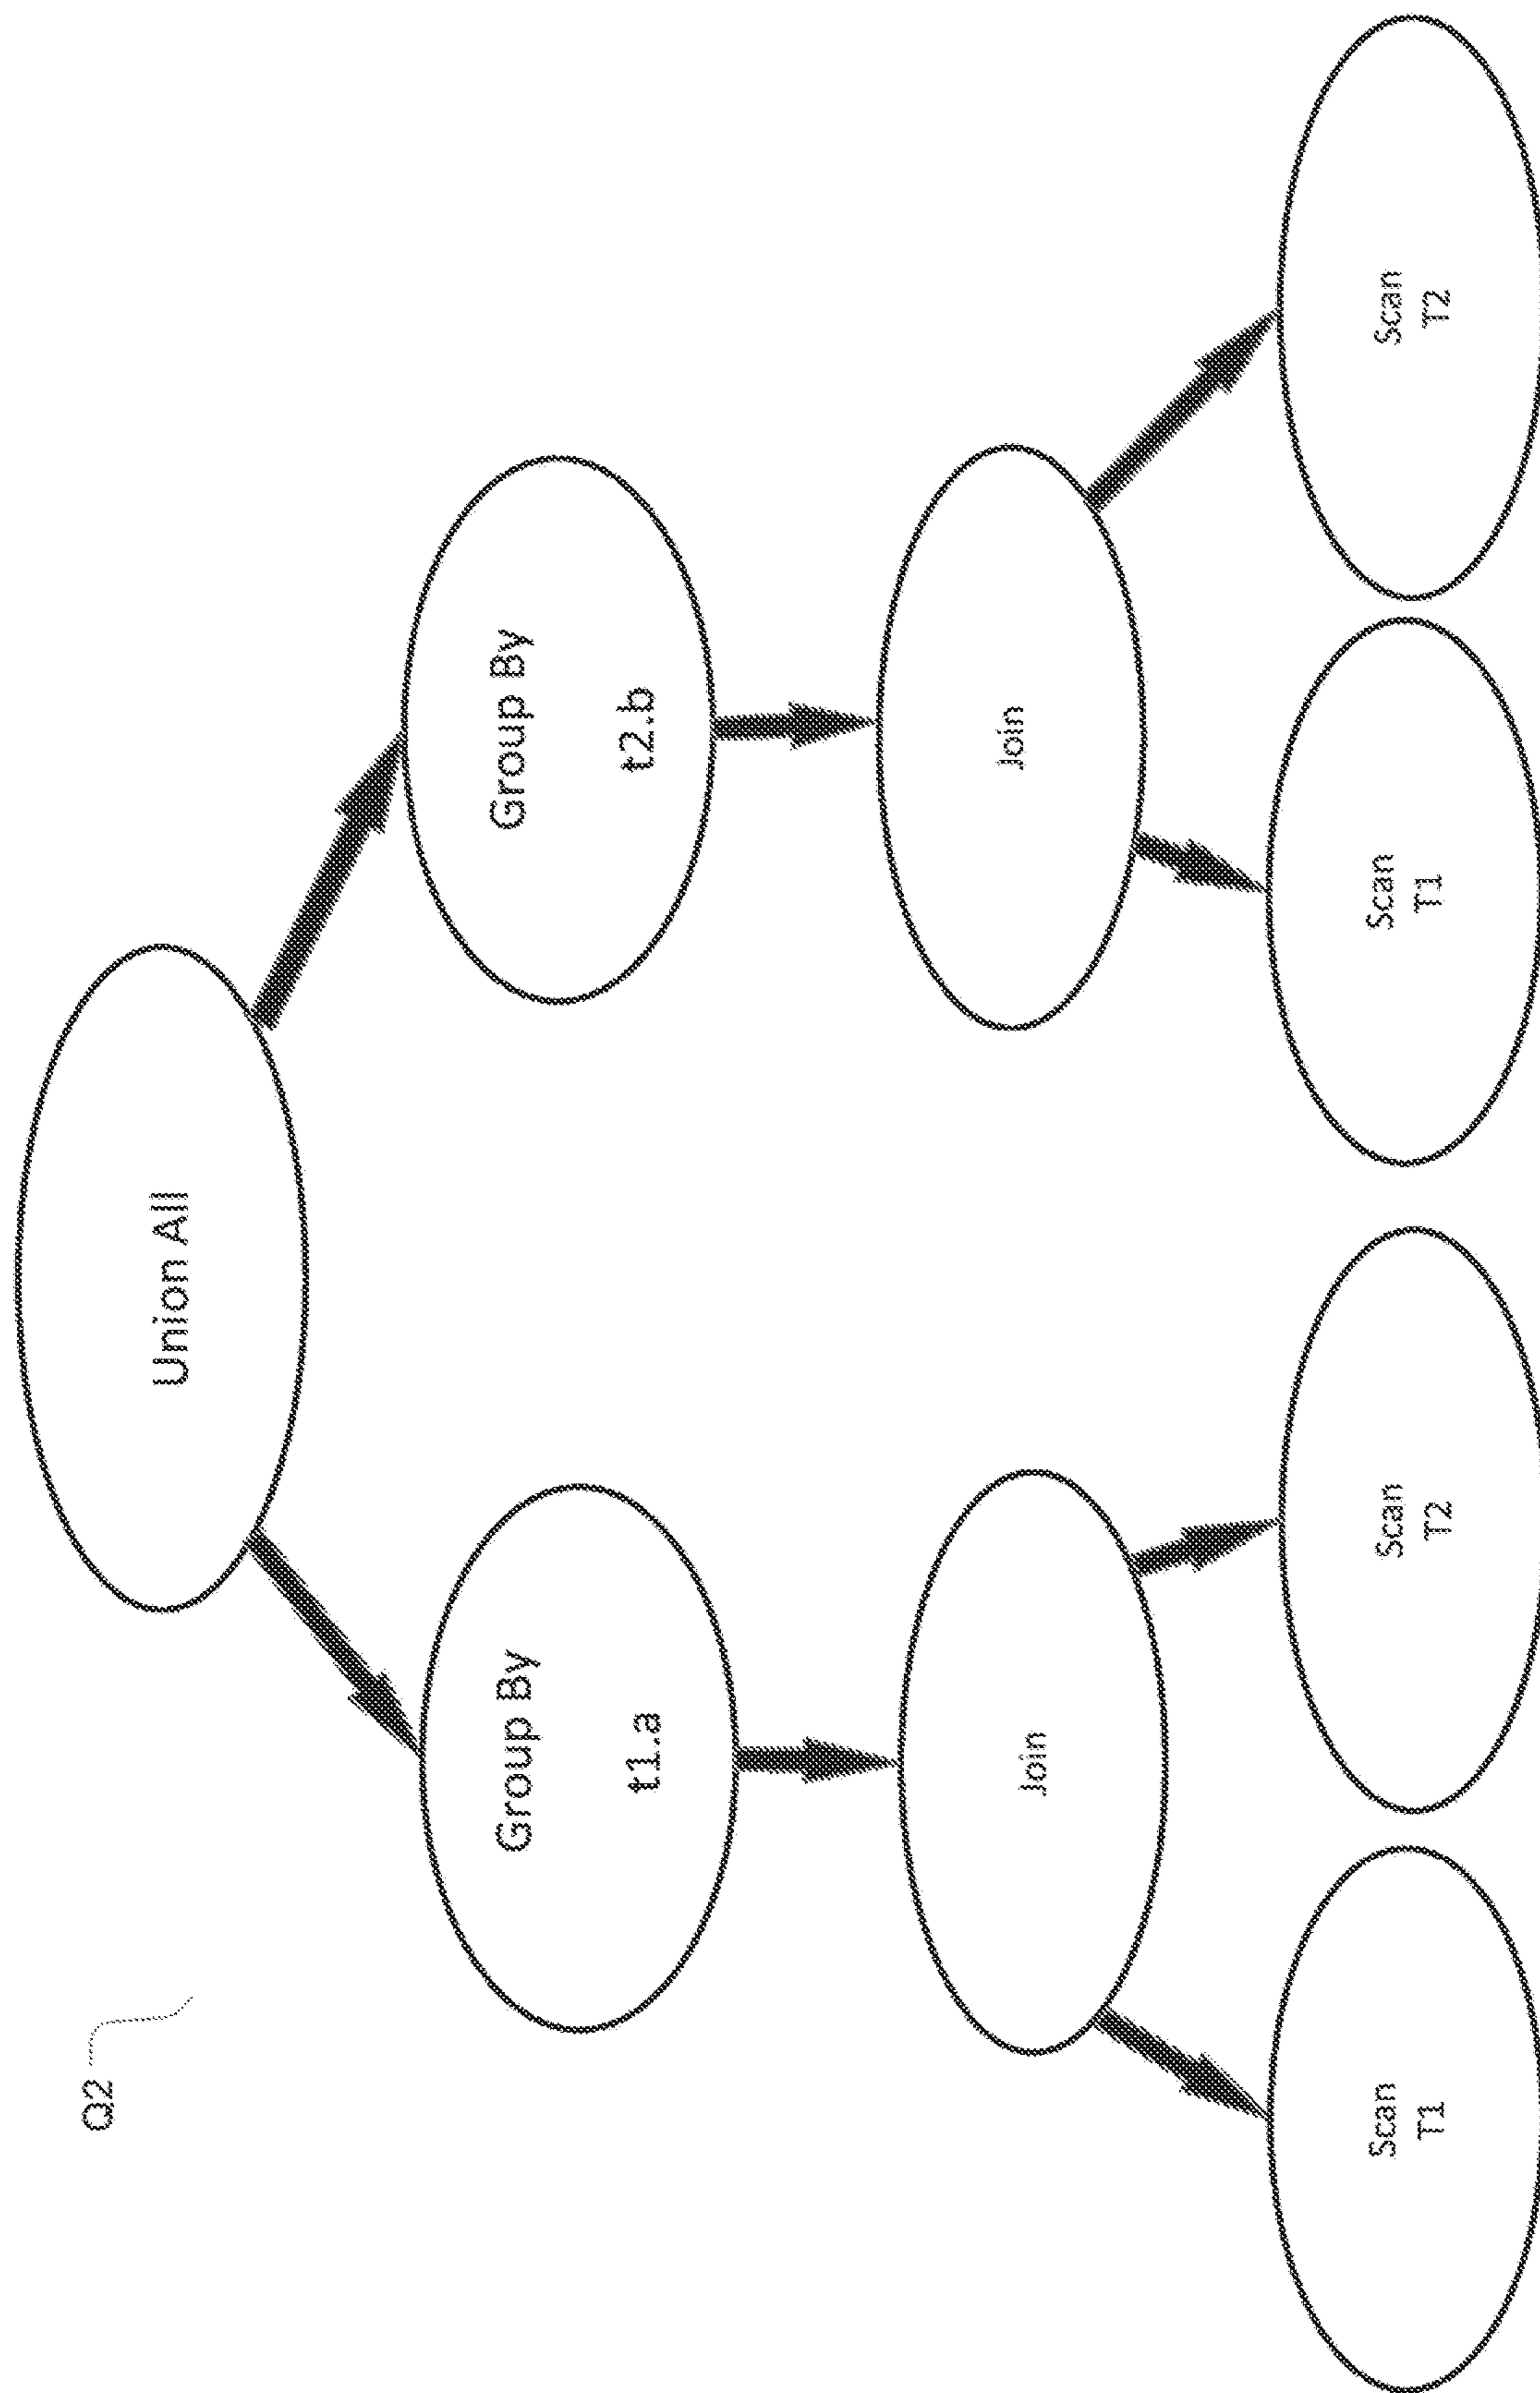 Q2
Union All
Group By
t1.a
Group By
t2.b
Join
Join
Scan
T1
Scan
T2
Scan
T1
Scan
T2